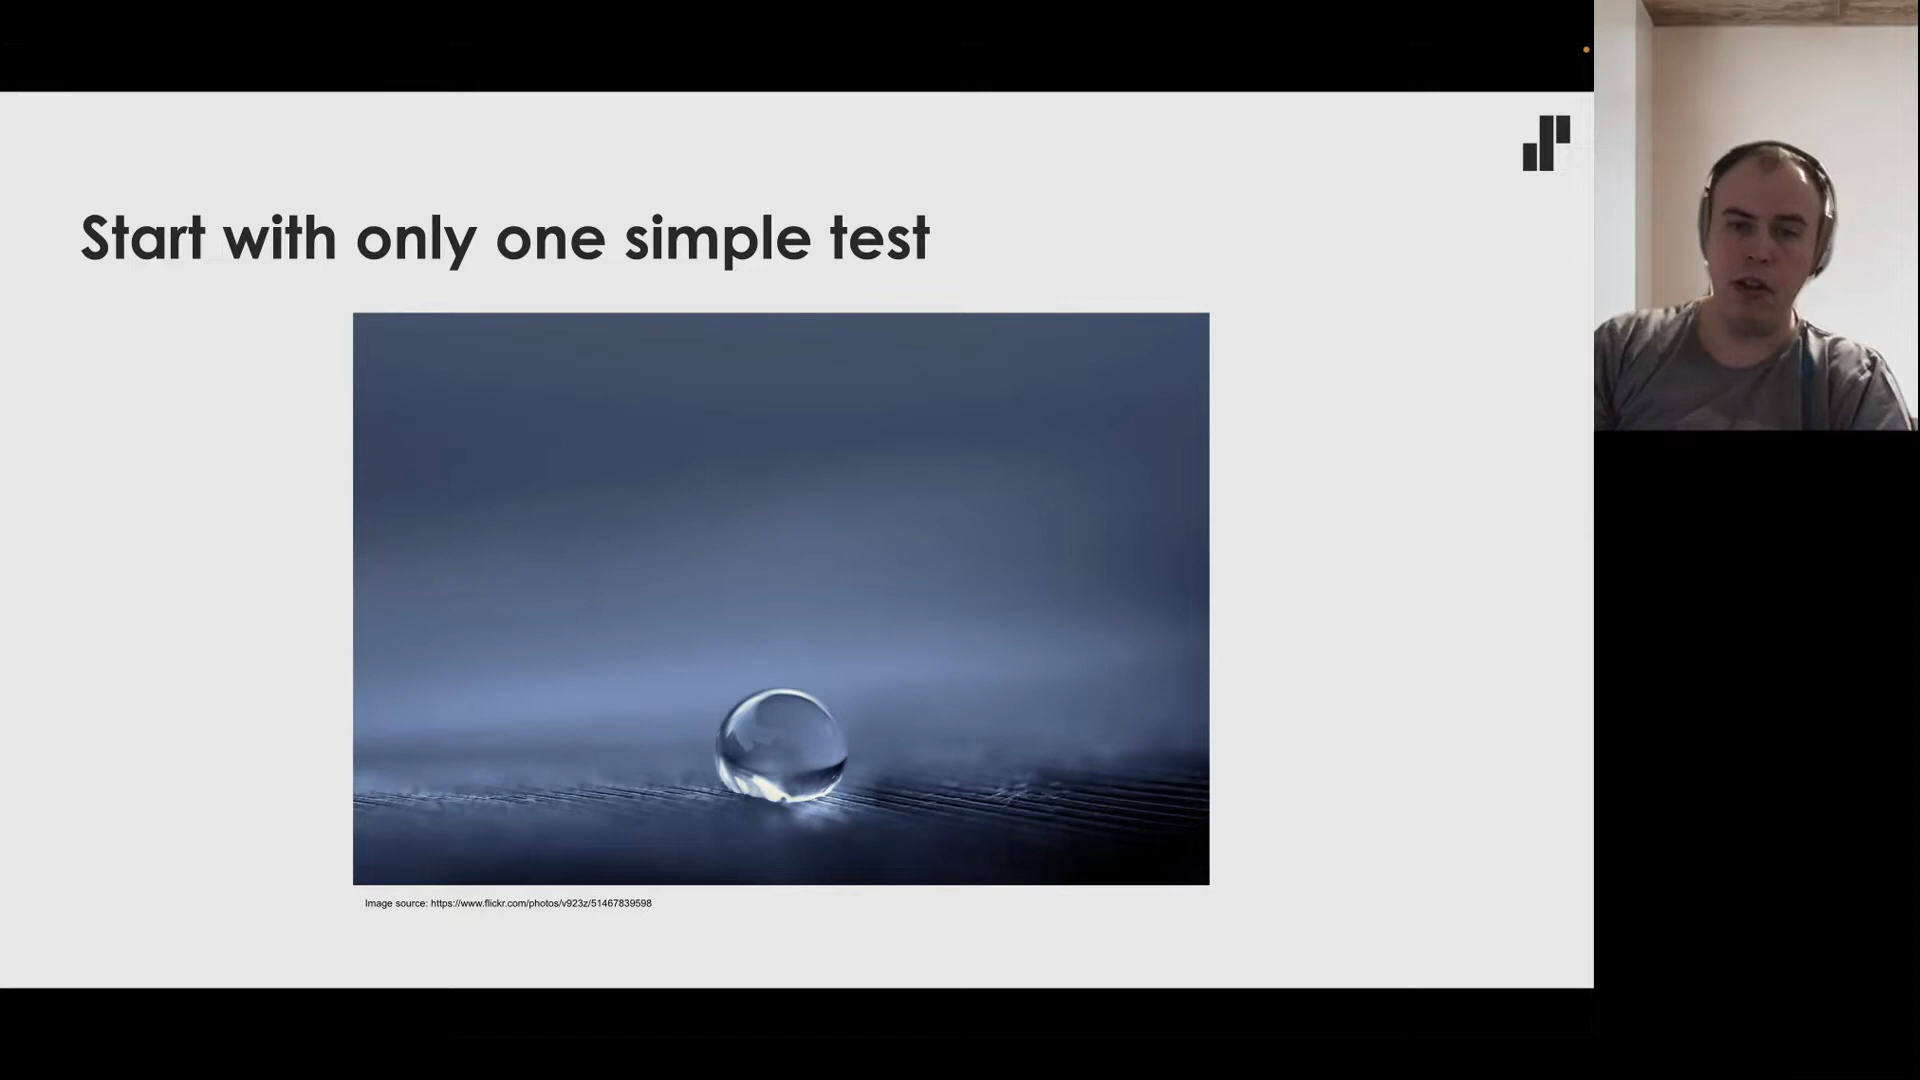 Start with only one simple test
Image source: https://www.flickr.com/photos/v923z/51467839598